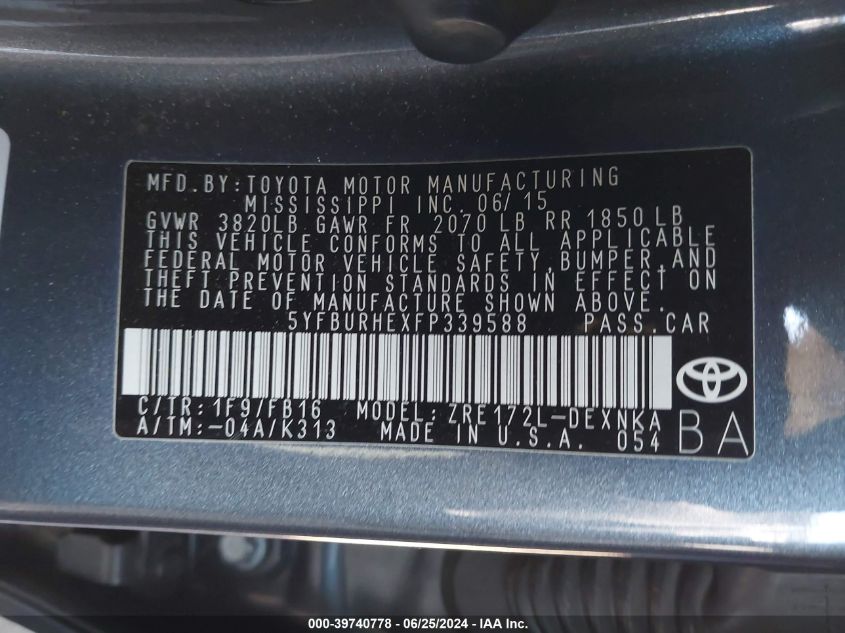 MFD. BY: TOYOTA MOTOR MANUFACTURING
MISSISSIPPI INC. 06/15
GVWR 3820LB GAWR FR 2070 LB RR 1850 LB
THIS VEHICLE CONFORMS TO ALL APPLICABLE
FEDERAL MOTOR VEHICLE SAFETY, BUMPER, AND
THEFT PREVENTION STANDARDS IN EFFECT ON
THE DATE OF MANUFACTURE SHOWN ABOVE.
5YFBURHEXFP339588 PASS. CAR
C/TR: 1F9/FB16 MODEL: ZRE172L-DEXNKA
A/TM: -04A/K313 MADE IN U.S.A. 054
BA
000-39740778 - 06/25/2024 - IAA Inc.